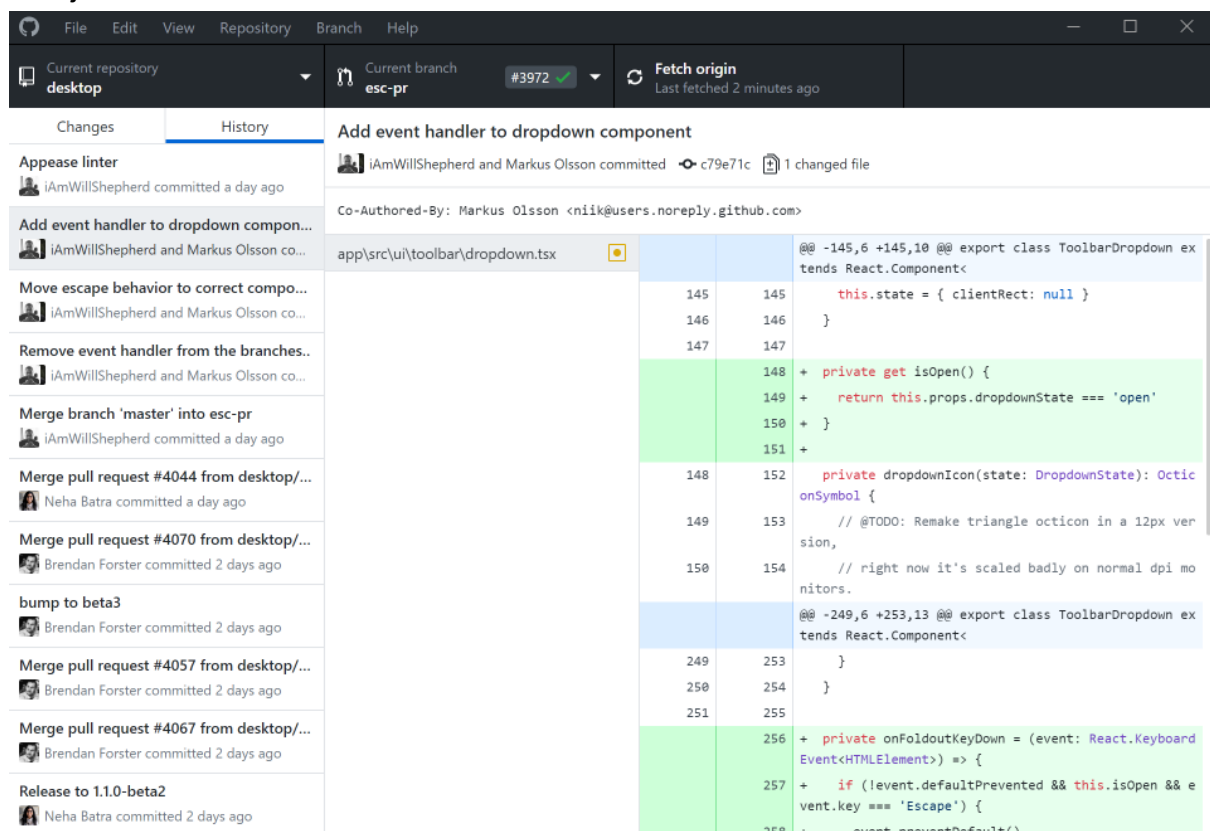 File Edit View Repository Branch Help
Current repository
desktop
Current branch
esc-pr
#3972
Fetch origin
Last fetched 2 minutes ago
Changes History
Appease linter
iAmWillShepherd committed a day ago
Add event handler to dropdown compon...
iAmWillShepherd and Markus Olsson co...
Move escape behavior to correct compo...
iAmWillShepherd and Markus Olsson co...
Remove event handler from the branches..
iAmWillShepherd and Markus Olsson co...
Merge branch 'master' into esc-pr
iAmWillShepherd committed a day ago
Merge pull request #4044 from desktop/...
Neha Batra committed a day ago
Merge pull request #4070 from desktop/...
Brendan Forster committed 2 days ago
bump to beta3
Brendan Forster committed 2 days ago
Merge pull request #4057 from desktop/...
Brendan Forster committed 2 days ago
Merge pull request #4067 from desktop/...
Brendan Forster committed 2 days ago
Release to 1.1.0-beta2
Neha Batra committed 2 days ago
Add event handler to dropdown component
iAmWillShepherd and Markus Olsson committed c79e71c 1 changed file
Co-Authored-By: Markus Olsson <niik@users.noreply.github.com>
app\src\ui\toolbar\dropdown.tsx
@@ -145,6 +145,10 @@ export class ToolbarDropdown ex
tends React.Component<
145 145 this.state = { clientRect: null }
146 146 }
147 147
148 + private get isOpen() {
149 + return this.props.dropdownState === 'open'
150 + }
151 +
148 152 private dropdownIcon(state: DropdownState): Octic
onSymbol {
149 153 // @TODO: Remake triangle octicon in a 12px ver
sion,
150 154 // right now it's scaled badly on normal dpi mo
nitors.
@@ -249,6 +253,13 @@ export class ToolbarDropdown ex
tends React.Component<
249 253 }
250 254 }
251 255
256 + private onFoldoutKeyDown = (event: React.Keyboard
Event<HTMLElement>) => {
257 + if (!event.defaultPrevented && this.isOpen && e
vent.key === 'Escape') {
258 + event.preventDefault()